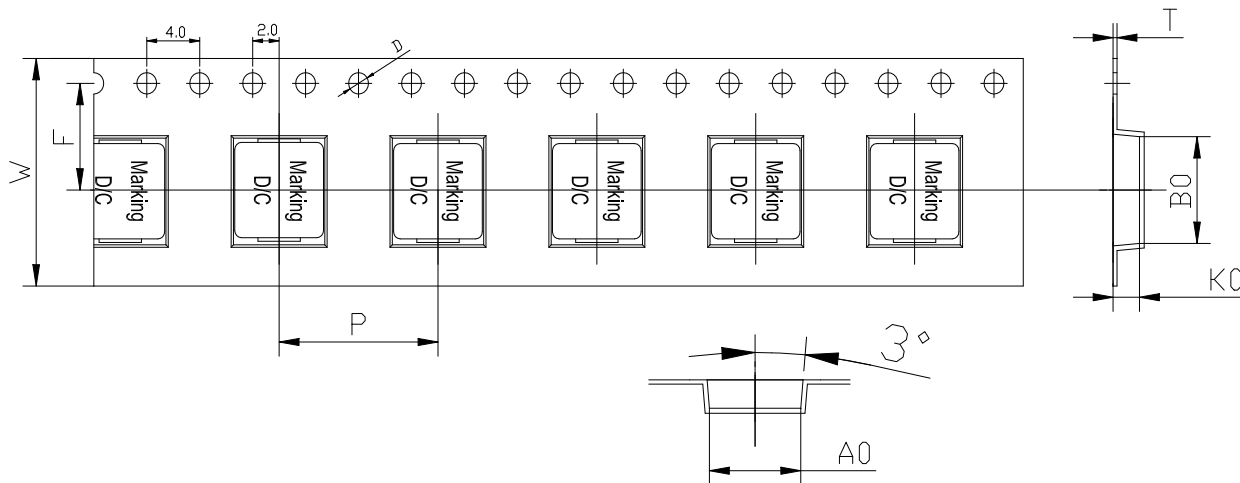 4.0
2.0
D
T
F
W
Marking
D/C
Marking
D/C
Marking
D/C
Marking
D/C
Marking
D/C
Marking
D/C
B0
K0
P
3°
A0